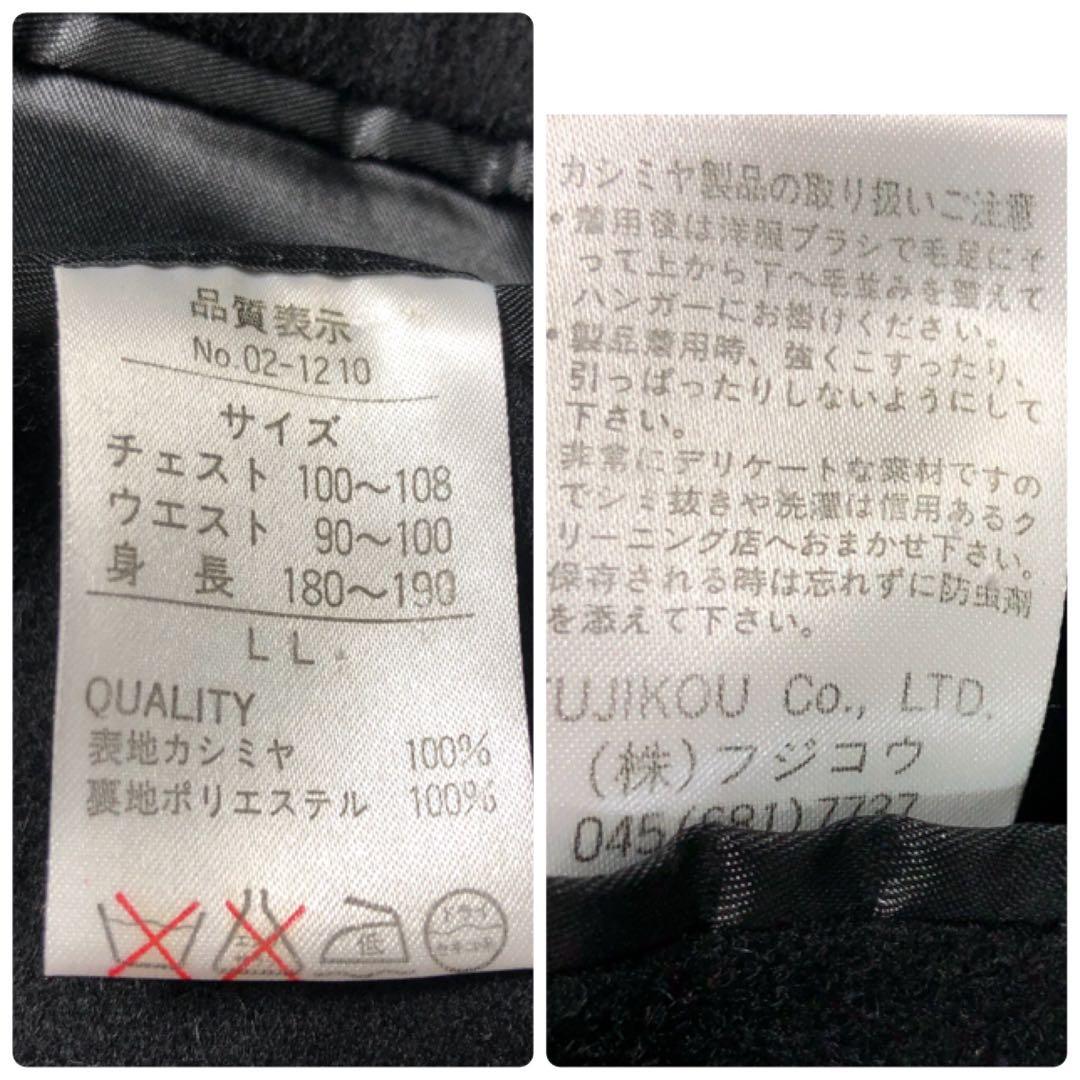 品質表示
No.02-1210
サイズ
チェスト 100〜108
ウエスト 90〜100
身 長 180〜190
LL
QUALITY
表地カシミヤ 100%
裏地ポリエステル 100%
低
ドライ
カシミヤ製品の取り扱いご注意
•着用後は洋服ブラシで毛足にそ
って上から下へ毛並みを整えて
ハンガーにお掛けください。
•製品着用時、強くこすったり、
引っぱったりしないようにして
下さい。
非常にデリケートな素材ですの
でシミ抜きや洗濯は信用あるク
リーニング店へおまかせ下さい。
保存される時は忘れずに防虫剤
を添えて下さい。
FUJIKOU Co., LTD.
(株)フジコウ
045(681)7737